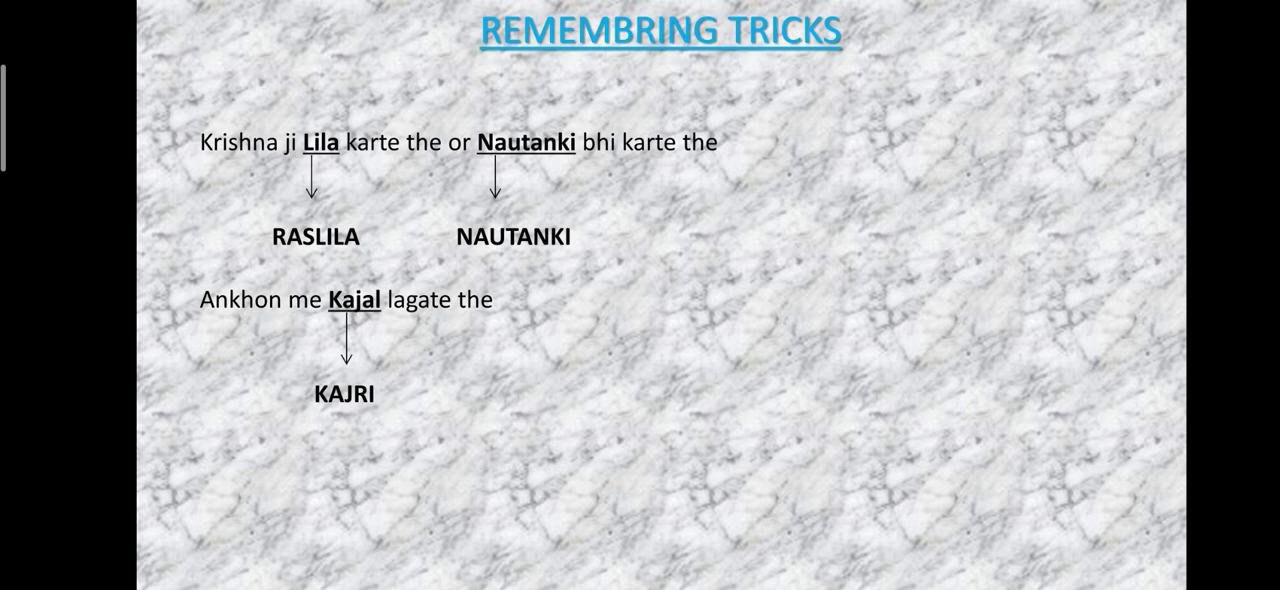 REMEMBRING TRICKS
Krishna ji Lila karte the or Nautanki bhi karte the
RASLILA NAUTANKI
Ankhon me Kajal lagate the
KAJRI